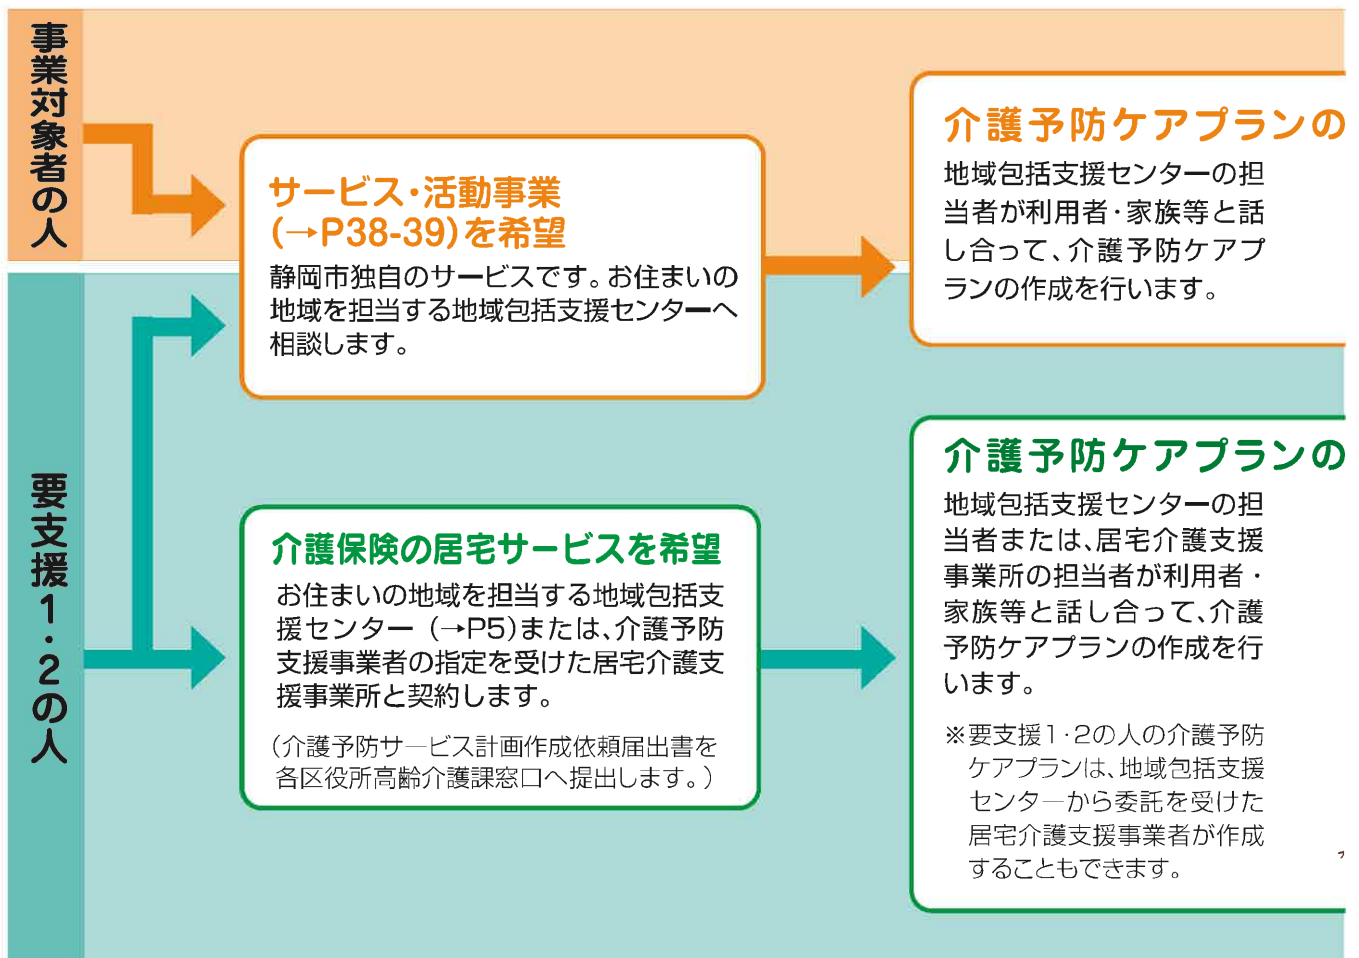 事業対象者の人
サービス・活動事業
(→P38-39)を希望
静岡市独自のサービスです。お住まいの
地域を担当する地域包括支援センターへ
相談します。
介護予防ケアプランの
地域包括支援センターの担
当者が利用者・家族等と話
し合って、介護予防ケアプ
ランの作成を行います。
要支援1・2の人
介護保険の居宅サービスを希望
お住まいの地域を担当する地域包括支
援センター (→P5)または、介護予防
支援事業者の指定を受けた居宅介護支
援事業所と契約します。
(介護予防サービス計画作成依頼届出書を
各区役所高齢介護課窓口へ提出します。)
介護予防ケアプランの
地域包括支援センターの担
当者または、居宅介護支援
事業所の担当者が利用者・
家族等と話し合って、介護
予防ケアプランの作成を行
います。
※要支援1・2の人の介護予防
ケアプランは、地域包括支援
センターから委託を受けた
居宅介護支援事業者が作成
することもできます。